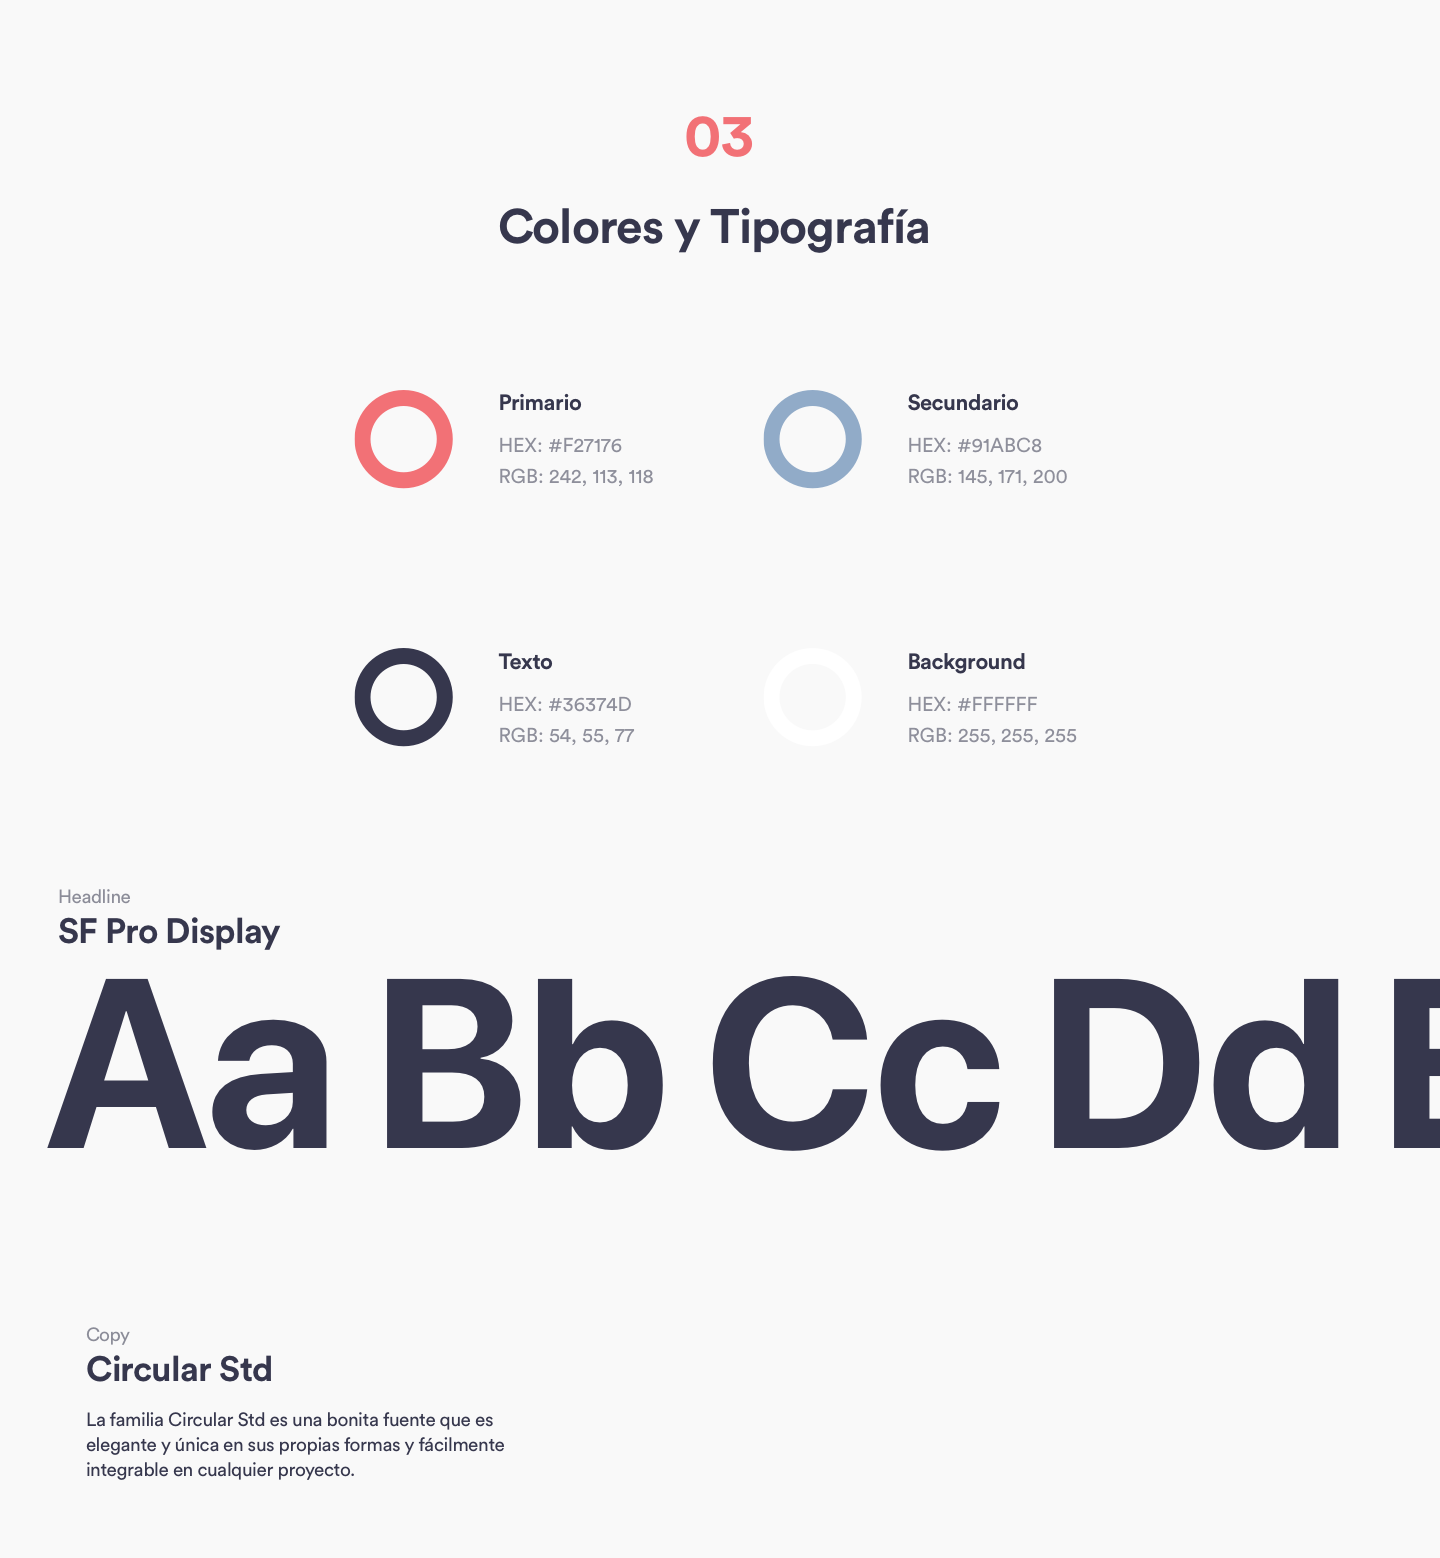 03
Colores y Tipografía
Primario
HEX: #F27176
RGB: 242, 113, 118
Secundario
HEX: #91ABC8
RGB: 145, 171, 200
Texto
HEX: #36374D
RGB: 54, 55, 77
Background
HEX: #FFFFFF
RGB: 255, 255, 255
Headline
SF Pro Display
Aa Bb Cc Dd
Copy
Circular Std
La familia Circular Std es una bonita fuente que es
elegante y única en sus propias formas y fácilmente
integrable en cualquier proyecto.